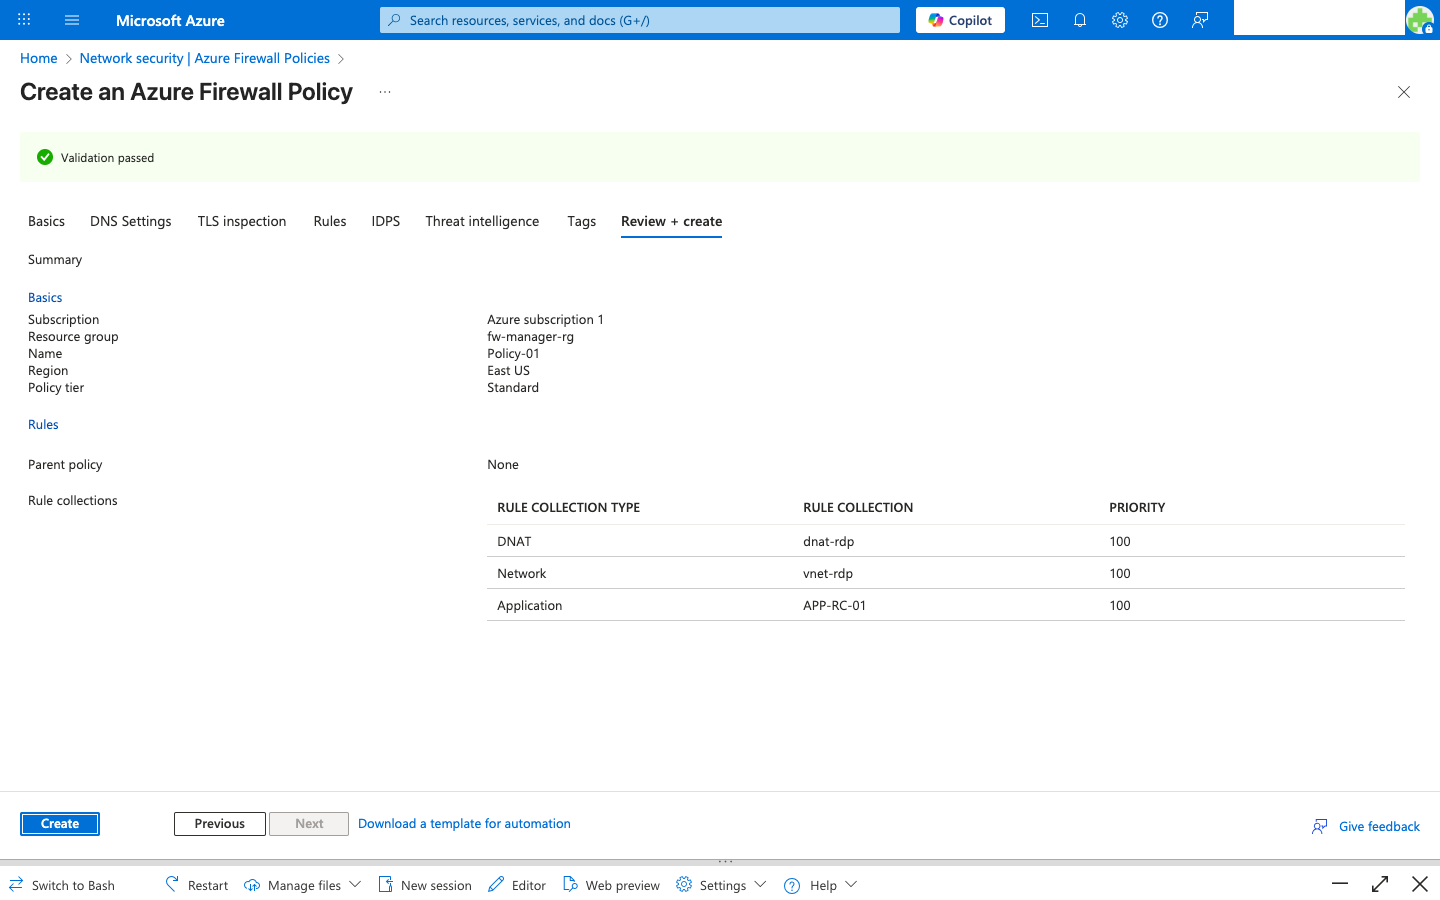 Microsoft Azure
Search resources, services, and docs (G+/)
Copilot
Home
Network security | Azure Firewall Policies
Create an Azure Firewall Policy
Validation passed
Basics DNS Settings TLS inspection Rules IDPS Threat intelligence Tags Review + create
Summary
Basics
Subscription Azure subscription 1
Resource group fw-manager-rg
Name Policy-01
Region East US
Policy tier Standard
Rules
Parent policy None
Rule collections
RULE COLLECTION TYPE RULE COLLECTION PRIORITY
DNAT dnat-rdp 100
Network vnet-rdp 100
Application APP-RC-01 100
Create Previous Next Download a template for automation
Give feedback
Switch to Bash Restart Manage files New session Editor Web preview Settings Help